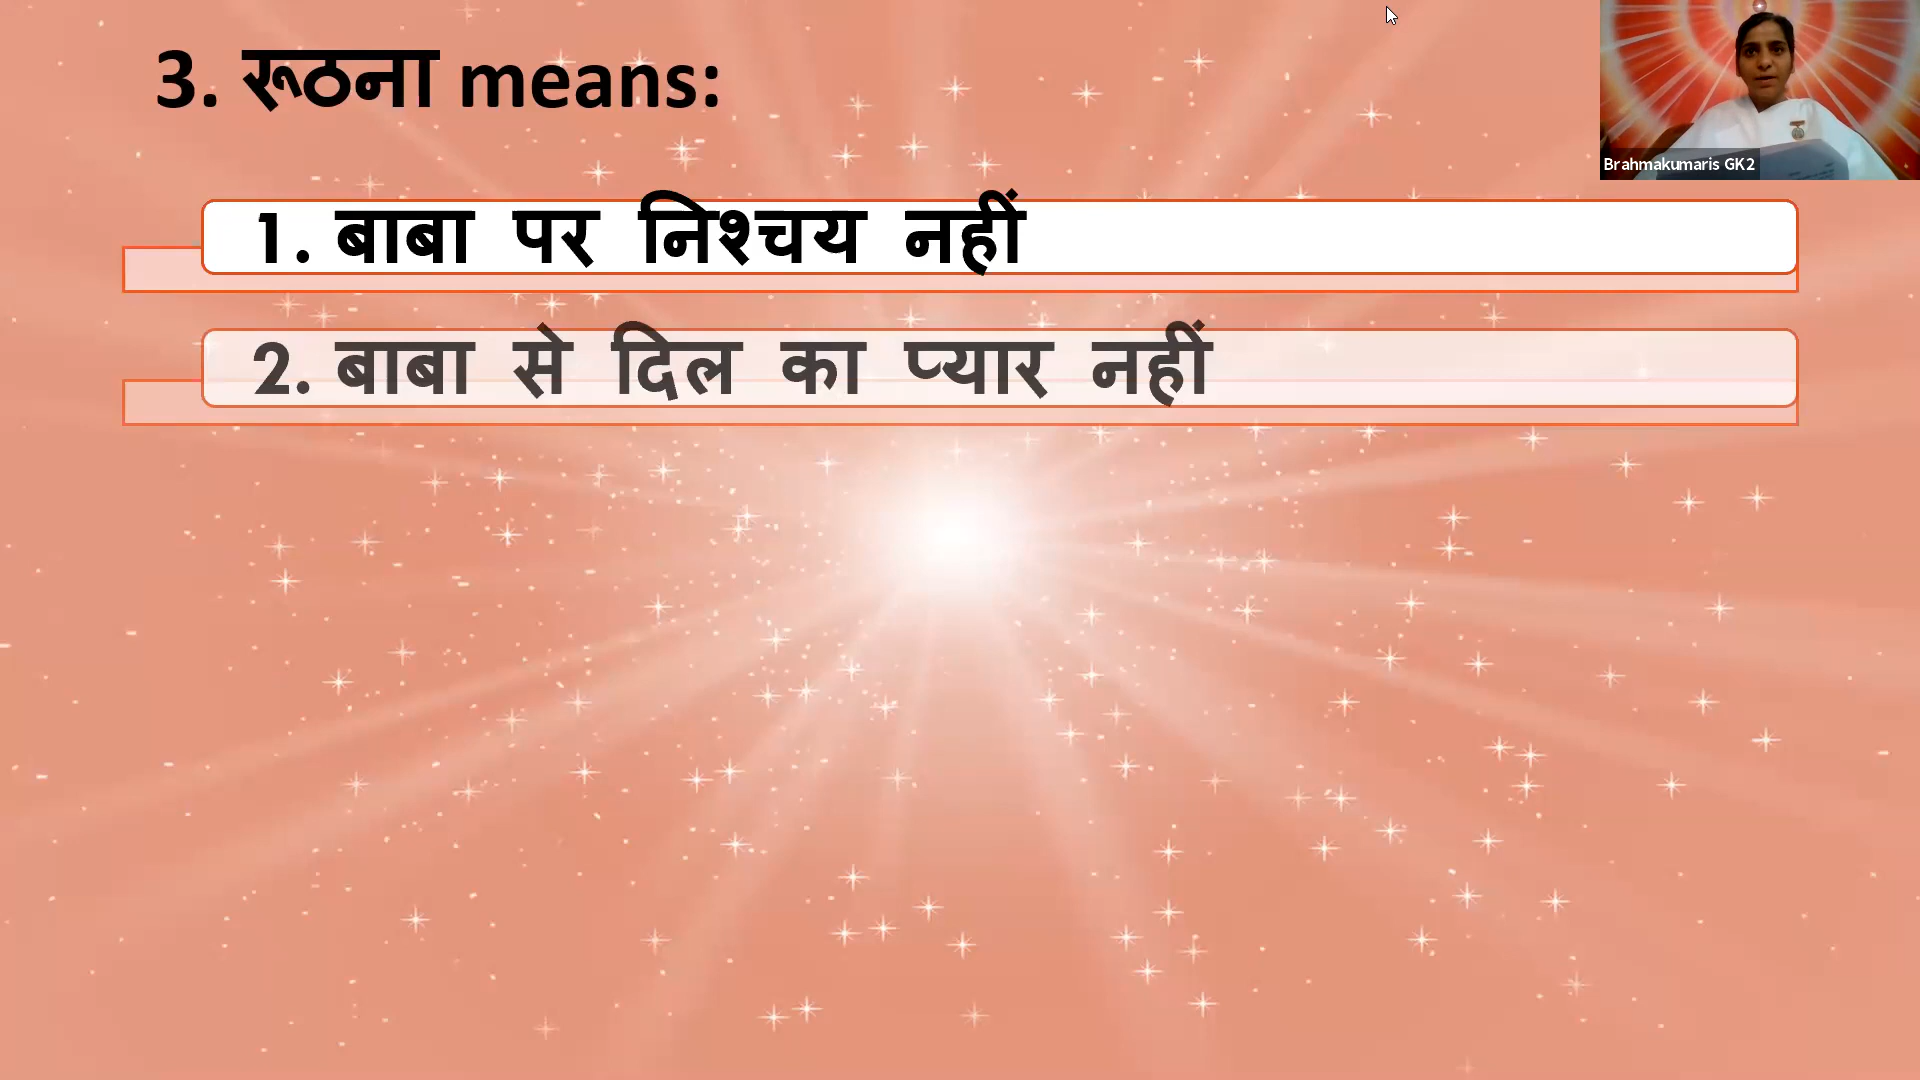 3. रूठना means:
Brahmakumaris GK2
1. बाबा पर निश्चय नहीं
2. बाबा से दिल का प्यार नहीं